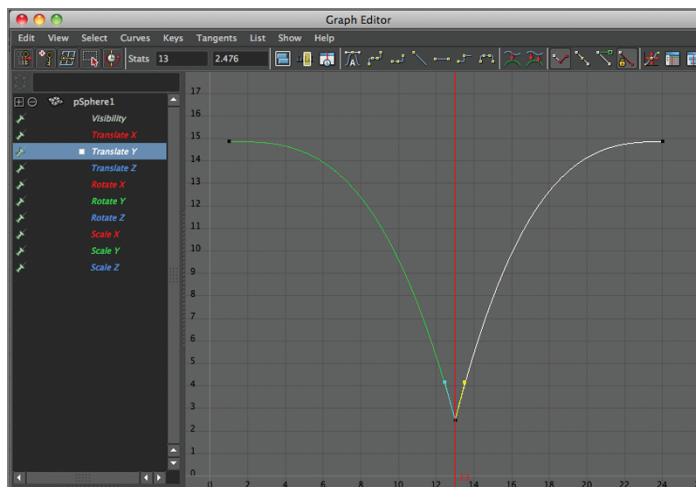 Graph Editor
Edit View Select Curves Keys Tangents List Show Help
Stats 13 2.476
pSphere1
Visibility
Translate X
Translate Y
Translate Z
Rotate X
Rotate Y
Rotate Z
Scale X
Scale Y
Scale Z
17
16
15
14
13
12
11
10
9
8
7
6
5
4
3
2
1
0
0 2 4 6 8 10 12 13 14 16 18 20 22 24